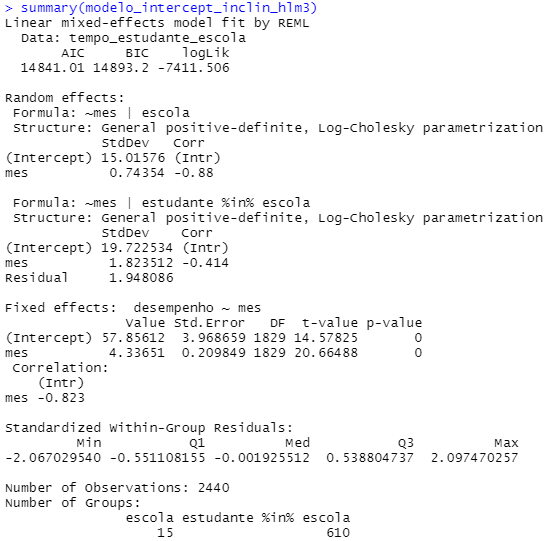 > summary(modelo_intercept_inclin_hlm3)
Linear mixed-effects model fit by REML
  Data: tempo_estudante_escola
       AIC     BIC    logLik
  14841.01 14893.2 -7411.506

Random effects:
 Formula: ~mes | escola
 Structure: General positive-definite, Log-Cholesky parametrization
            StdDev   Corr
(Intercept) 15.01576 (Intr)
mes          0.74354 -0.88

 Formula: ~mes | estudante %in% escola
 Structure: General positive-definite, Log-Cholesky parametrization
            StdDev    Corr
(Intercept) 19.722534 (Intr)
mes          1.823512 -0.414
Residual     1.948086

Fixed effects:  desempenho ~ mes
               Value Std.Error   DF  t-value p-value
(Intercept) 57.85612  3.968659 1829 14.57825       0
mes          4.33651  0.209849 1829 20.66488       0
 Correlation:
    (Intr)
mes -0.823

Standardized Within-Group Residuals:
         Min           Q1          Med           Q3          Max
-2.067029540 -0.551108155 -0.001925512  0.538804737  2.097470257

Number of Observations: 2440
Number of Groups:
               escola estudante %in% escola
                   15                   610